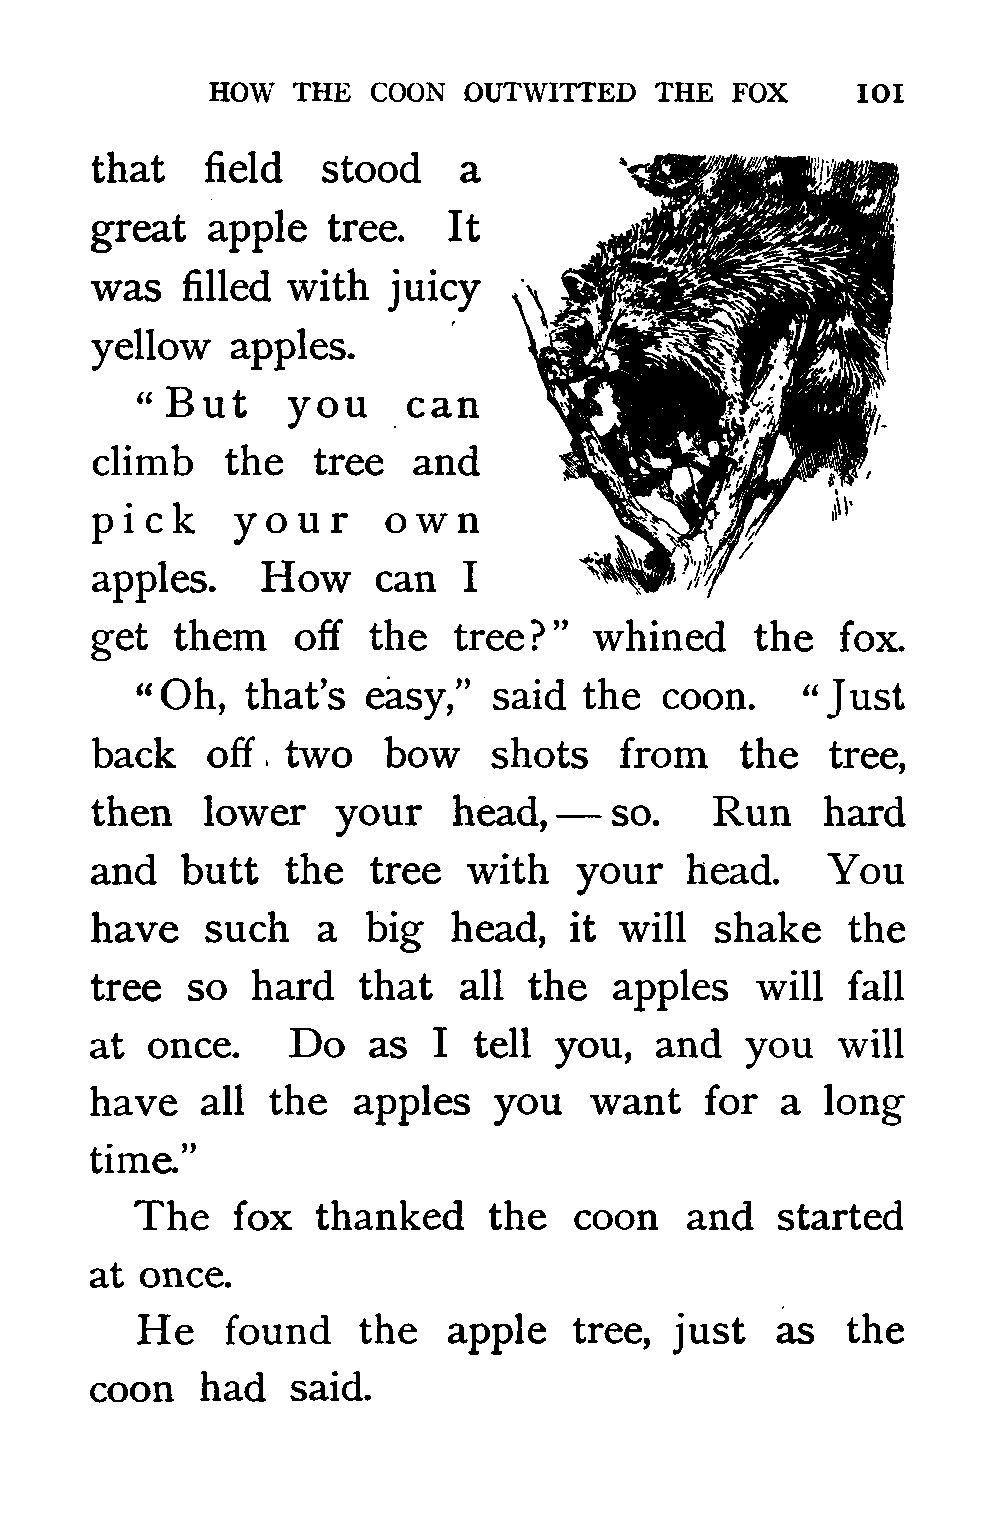 HOW THE COON OUTWITTED THE FOX 101
that field stood a
great apple tree. It
was filled with juicy
yellow apples.
“But you can
climb the tree and
pick your own
apples. How can I
get them off the tree?” whined the fox.
“Oh, that’s easy,” said the coon. “Just
back off two bow shots from the tree,
then lower your head,—so. Run hard
and butt the tree with your head. You
have such a big head, it will shake the
tree so hard that all the apples will fall
at once. Do as I tell you, and you will
have all the apples you want for a long
time.”
The fox thanked the coon and started
at once.
He found the apple tree, just as the
coon had said.